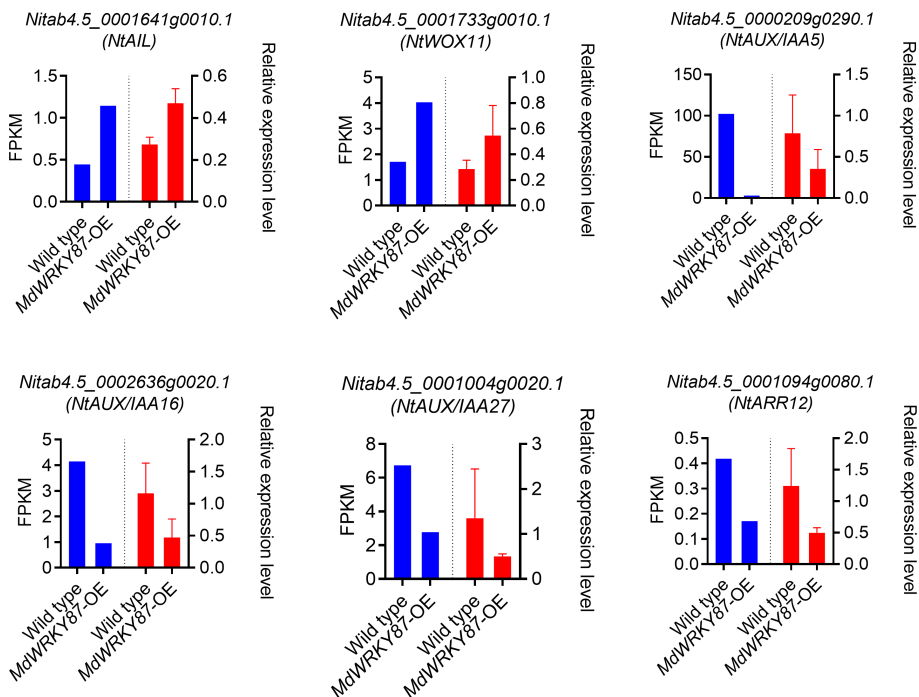 Nitab4.5_0001641g0010.1
(NtAIL)
FPKM
1.5
1.0
0.5
0.0
0.6
0.4
0.2
0.0
Relative expression level
Wild type
MdWRKY87-OE
Wild type
MdWRKY87-OE
Nitab4.5_0001733g0010.1
(NtWOX11)
FPKM
5
4
3
2
1
0
1.0
0.8
0.6
0.4
0.2
0.0
Relative expression level
Wild type
MdWRKY87-OE
Wild type
MdWRKY87-OE
Nitab4.5_0000209g0290.1
(NtAUX/IAA5)
FPKM
150
100
50
0
1.5
1.0
0.5
0.0
Relative expression level
Wild type
MdWRKY87-OE
Wild type
MdWRKY87-OE
Nitab4.5_0002636g0020.1
(NtAUX/IAA16)
FPKM
5
4
3
2
1
0
2.0
1.5
1.0
0.5
0.0
Relative expression level
Wild type
MdWRKY87-OE
Wild type
MdWRKY87-OE
Nitab4.5_0001004g0020.1
(NtAUX/IAA27)
FPKM
8
6
4
2
0
3
2
1
0
Relative expression level
Wild type
MdWRKY87-OE
Wild type
MdWRKY87-OE
Nitab4.5_0001094g0080.1
(NtARR12)
FPKM
0.5
0.4
0.3
0.2
0.1
0.0
2.0
1.5
1.0
0.5
0.0
Relative expression level
Wild type
MdWRKY87-OE
Wild type
MdWRKY87-OE